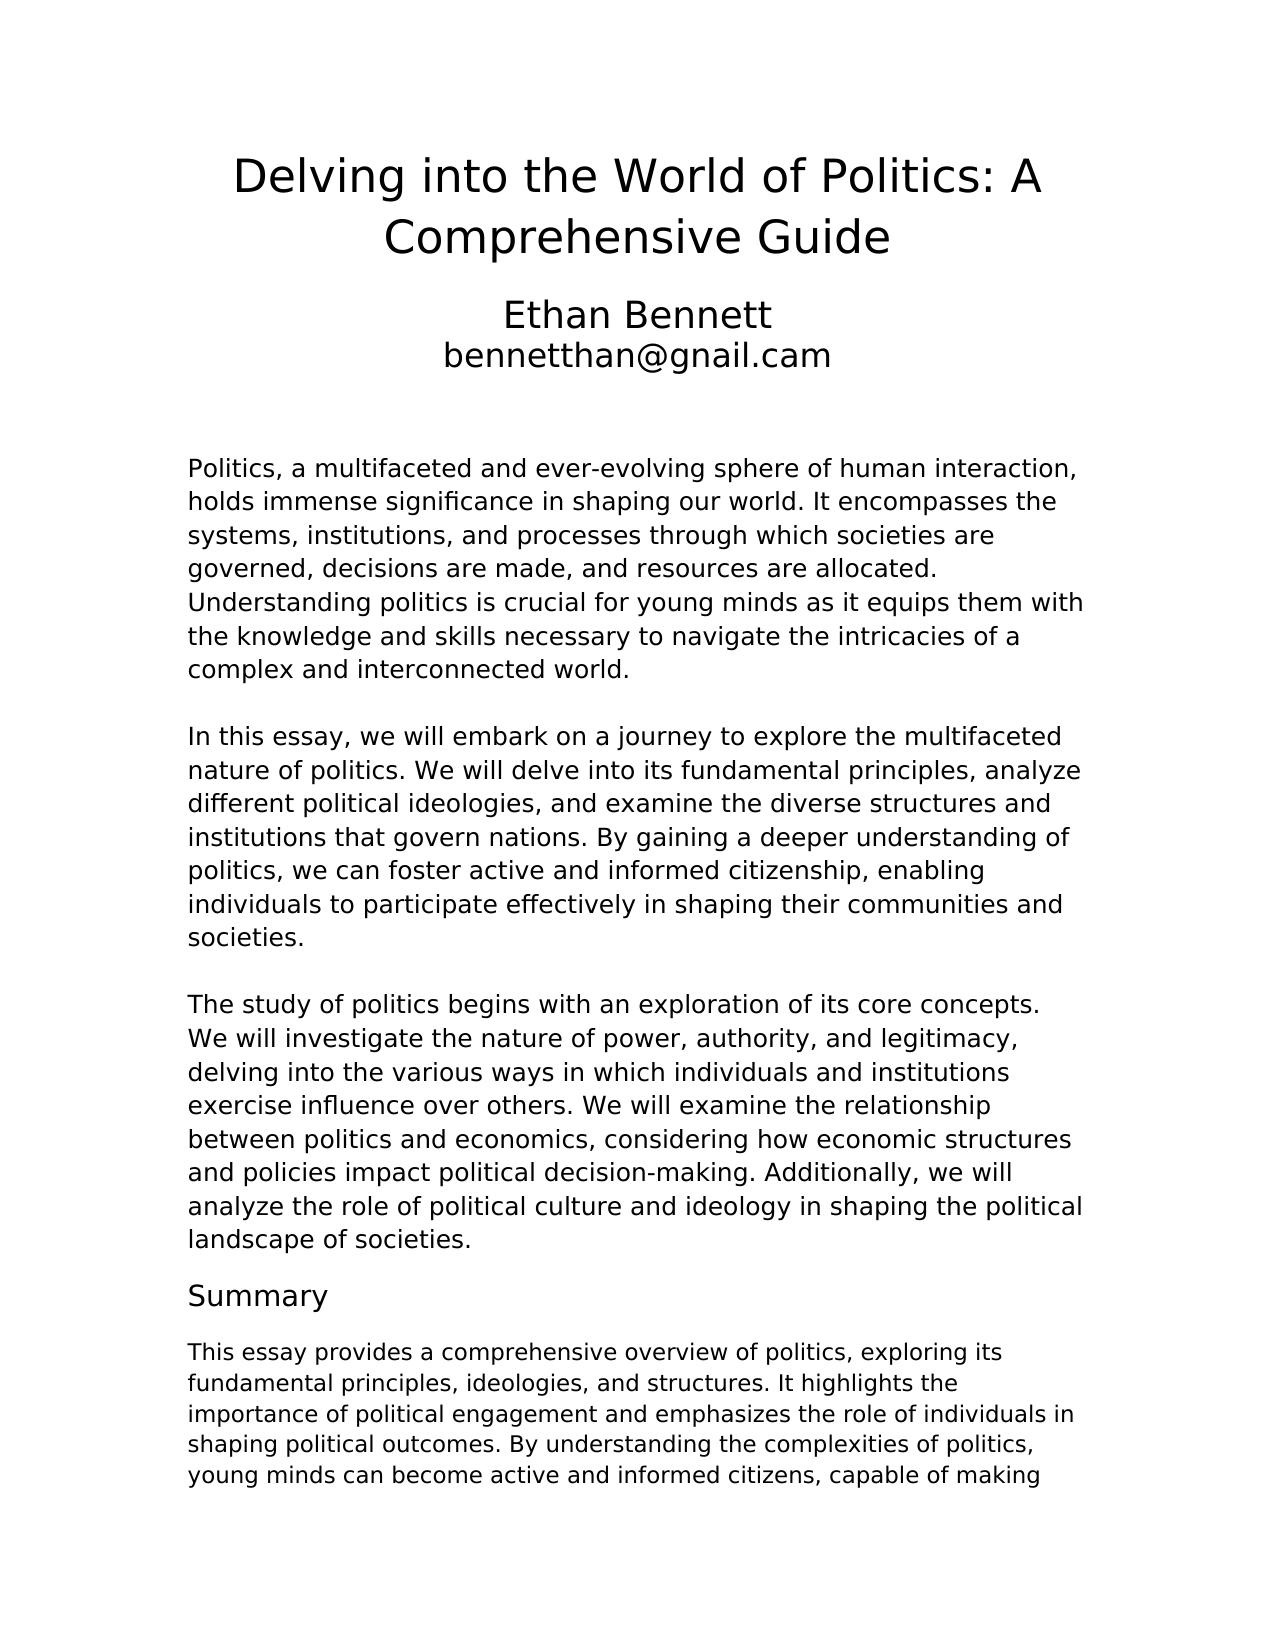 Delving into the World of Politics: A
Comprehensive Guide
Ethan Bennett
bennetthan@gnail.cam
Politics, a multifaceted and ever-evolving sphere of human interaction,
holds immense significance in shaping our world. It encompasses the
systems, institutions, and processes through which societies are
governed, decisions are made, and resources are allocated.
Understanding politics is crucial for young minds as it equips them with
the knowledge and skills necessary to navigate the intricacies of a
complex and interconnected world.
In this essay, we will embark on a journey to explore the multifaceted
nature of politics. We will delve into its fundamental principles, analyze
different political ideologies, and examine the diverse structures and
institutions that govern nations. By gaining a deeper understanding of
politics, we can foster active and informed citizenship, enabling
individuals to participate effectively in shaping their communities and
societies.
The study of politics begins with an exploration of its core concepts.
We will investigate the nature of power, authority, and legitimacy,
delving into the various ways in which individuals and institutions
exercise influence over others. We will examine the relationship
between politics and economics, considering how economic structures
and policies impact political decision-making. Additionally, we will
analyze the role of political culture and ideology in shaping the political
landscape of societies.
Summary
This essay provides a comprehensive overview of politics, exploring its
fundamental principles, ideologies, and structures. It highlights the
importance of political engagement and emphasizes the role of individuals in
shaping political outcomes. By understanding the complexities of politics,
young minds can become active and informed citizens, capable of making